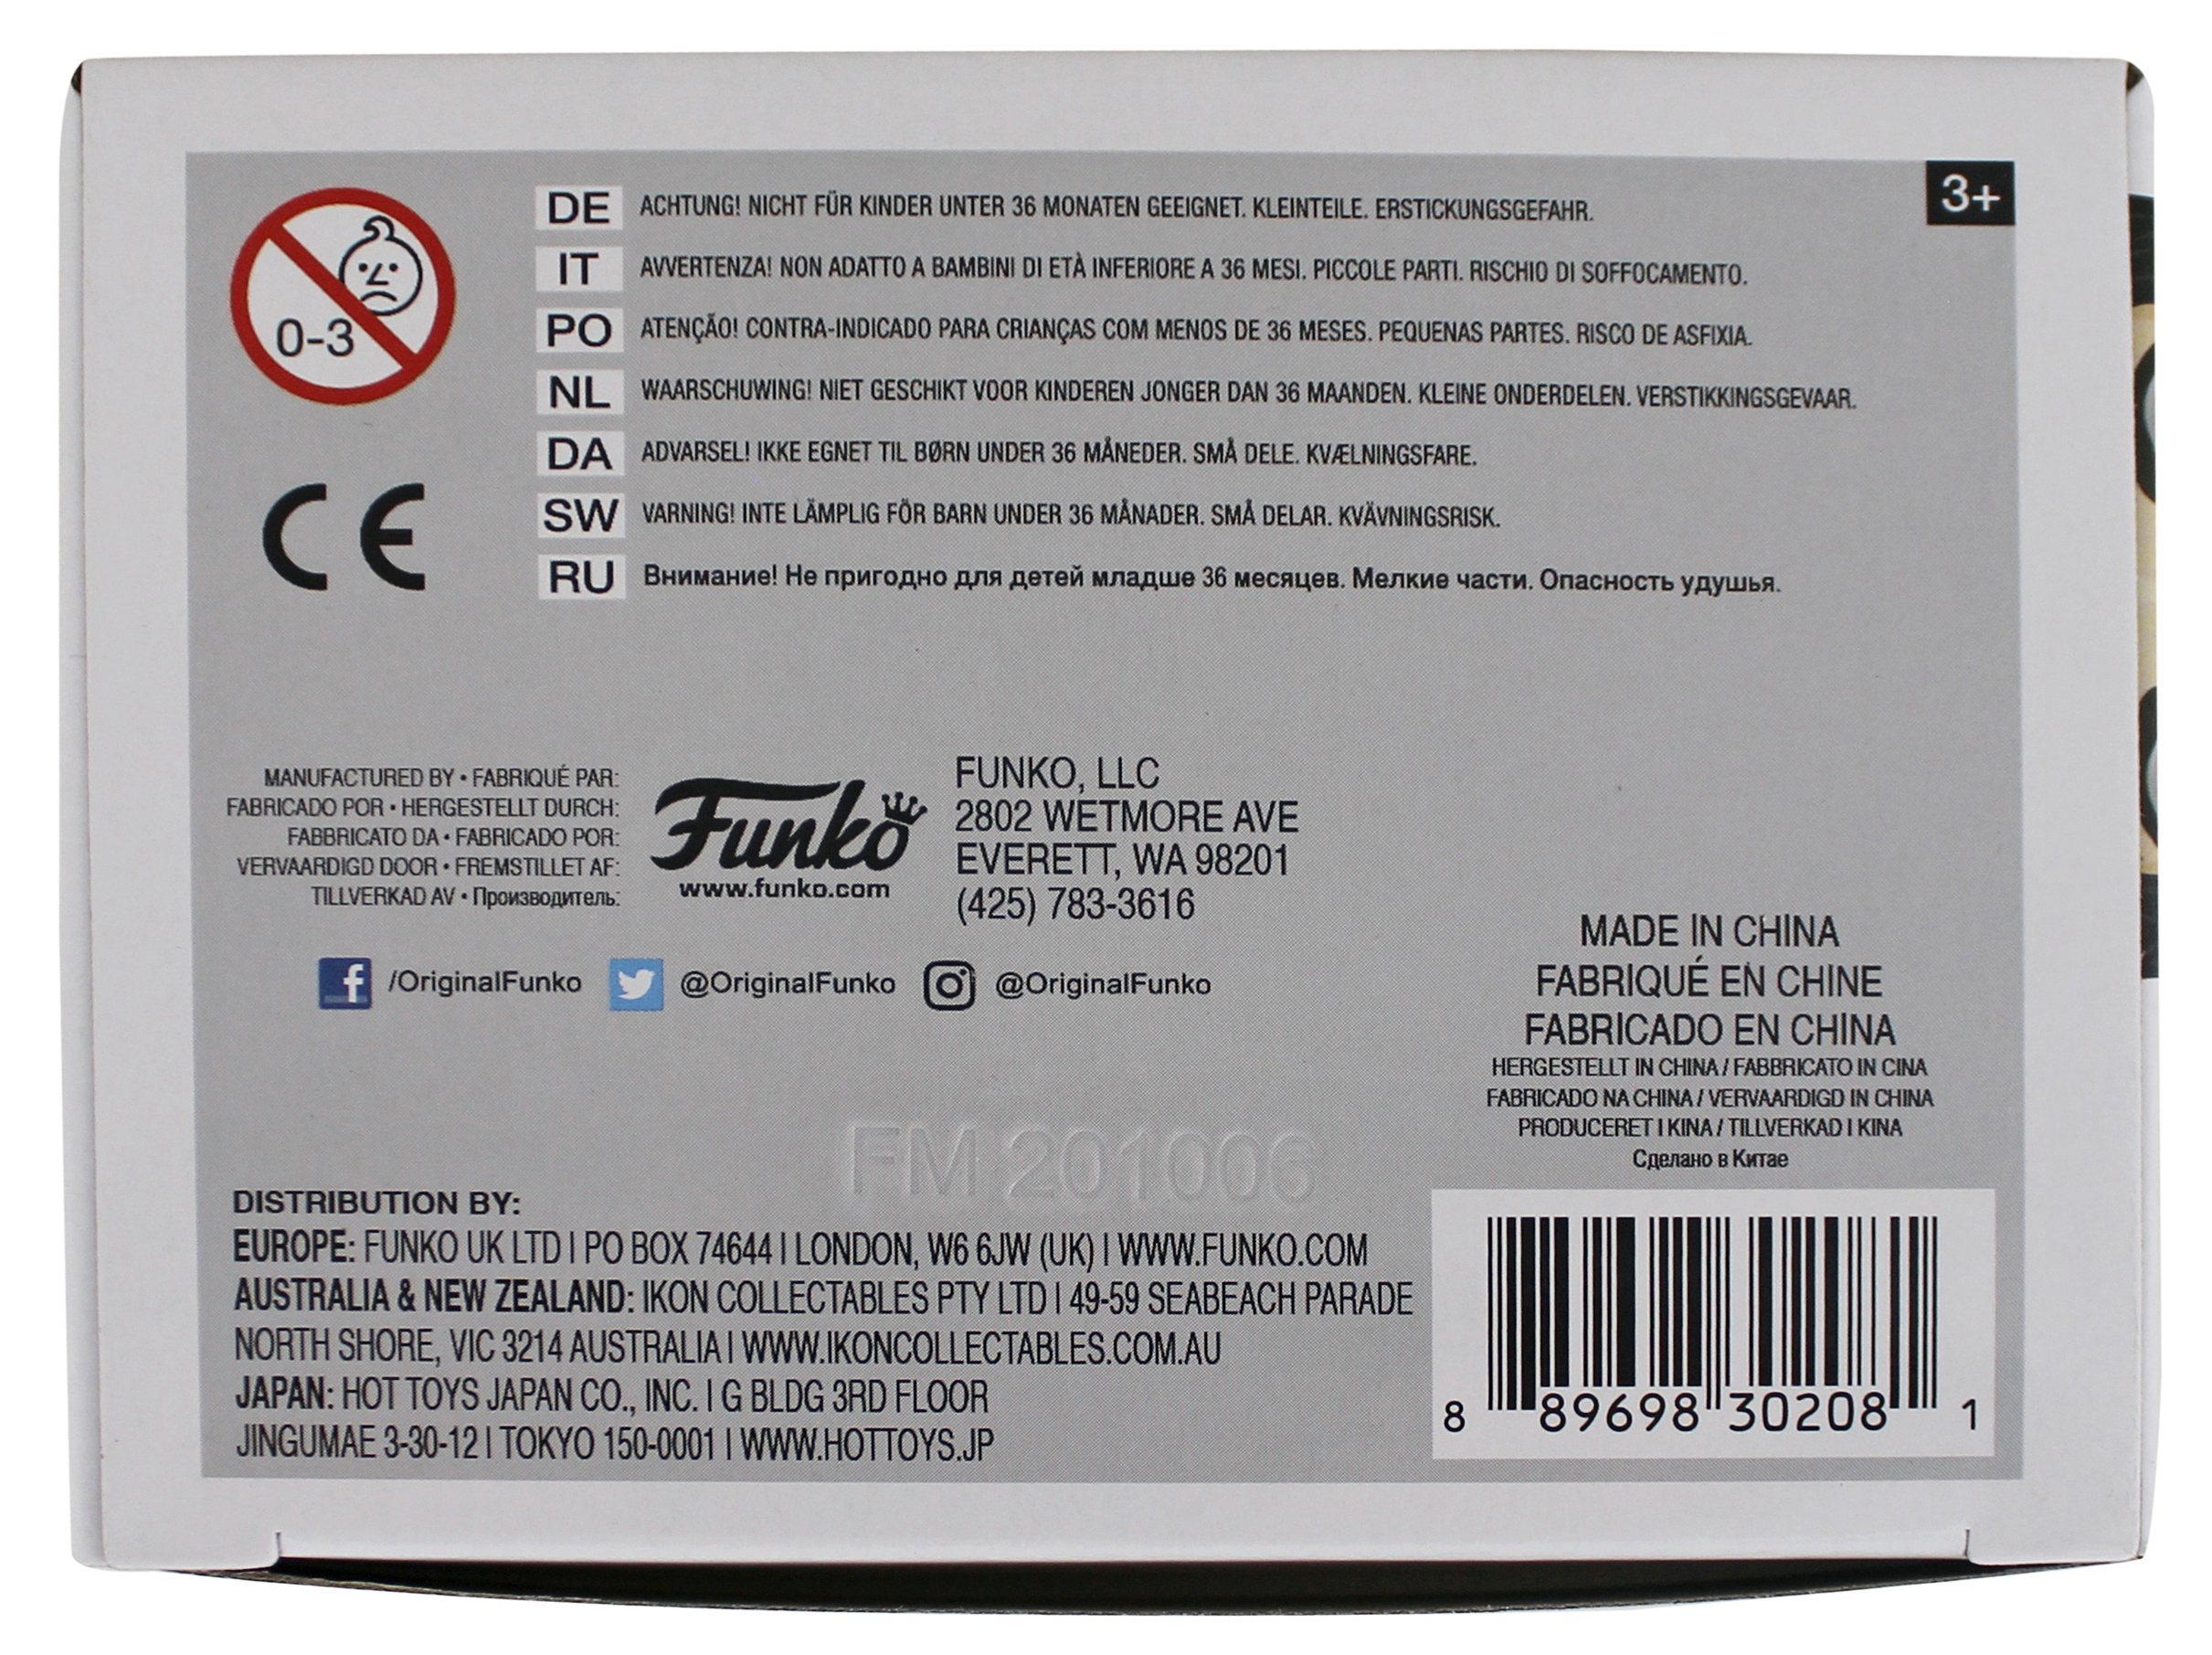 3+
0-3
DE ACHTUNG! NICHT FÜR KINDER UNTER 36 MONATEN GEEIGNET. KLEINTEILE. ERSTICKUNGSGEFAHR.
IT AVVERTENZA! NON ADATTO A BAMBINI DI ETÀ INFERIORE A 36 MESI. PICCOLE PARTI. RISCHIO DI SOFFOCAMENTO.
PO ATENÇÃO! CONTRA-INDICADO PARA CRIANÇAS COM MENOS DE 36 MESES. PEQUENAS PARTES. RISCO DE ASFIXIA.
NL WAARSCHUWING! NIET GESCHIKT VOOR KINDEREN JONGER DAN 36 MAANDEN. KLEINE ONDERDELEN. VERSTIKKINGSGEVAAR.
DA ADVARSEL! IKKE EGNET TIL BØRN UNDER 36 MÅNEDER. SMÅ DELE. KVÆLNINGSFARE.
SW VARNING! INTE LÄMPLIG FÖR BARN UNDER 36 MÅNADER. SMÅ DELAR. KVÄVNINGSRISK.
RU Внимание! Не пригодно для детей младше 36 месяцев. Мелкие части. Опасность удушья.
CE
MANUFACTURED BY • FABRIQUÉ PAR:
FABRICADO POR • HERGESTELLT DURCH:
FABBRICATO DA • FABRICADO POR:
VERVAARDIGD DOOR • FREMSTILLET AF:
TILLVERKAD AV • Производитель:
Funko
www.funko.com
FUNKO, LLC
2802 WETMORE AVE
EVERETT, WA 98201
(425) 783-3616
/OriginalFunko @OriginalFunko @OriginalFunko
MADE IN CHINA
FABRIQUÉ EN CHINE
FABRICADO EN CHINA
HERGESTELLT IN CHINA / FABBRICATO IN CINA
FABRICADO NA CHINA / VERVAARDIGD IN CHINA
PRODUCERET I KINA / TILLVERKAD I KINA
Сделано в Китае
FM 201006
DISTRIBUTION BY:
EUROPE: FUNKO UK LTD | PO BOX 74644 | LONDON, W6 6JW (UK) | WWW.FUNKO.COM
AUSTRALIA & NEW ZEALAND: IKON COLLECTABLES PTY LTD | 49-59 SEABEACH PARADE
NORTH SHORE, VIC 3214 AUSTRALIA | WWW.IKONCOLLECTABLES.COM.AU
JAPAN: HOT TOYS JAPAN CO., INC. | G BLDG 3RD FLOOR
JINGUMAE 3-30-12 | TOKYO 150-0001 | WWW.HOTTOYS.JP
8 89698 30208 1